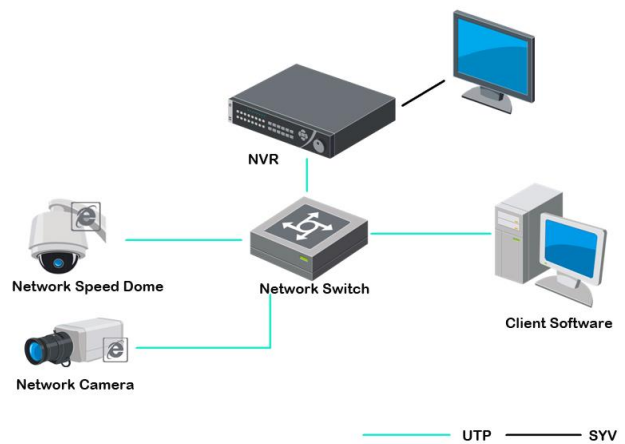 NVR
Network Speed Dome
Network Switch
Client Software
Network Camera
UTP
SYV